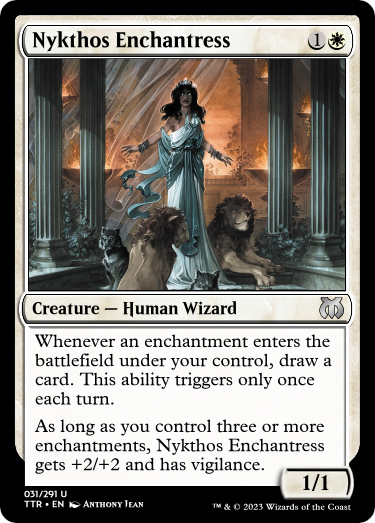 Nykthos Enchantress 1
Creature — Human Wizard
Whenever an enchantment enters the
battlefield under your control, draw a
card. This ability triggers only once
each turn.
As long as you control three or more
enchantments, Nykthos Enchantress
gets +2/+2 and has vigilance.
1/1
031/291 U
TTR • EN Anthony Jean
™ & © 2023 Wizards of the Coast